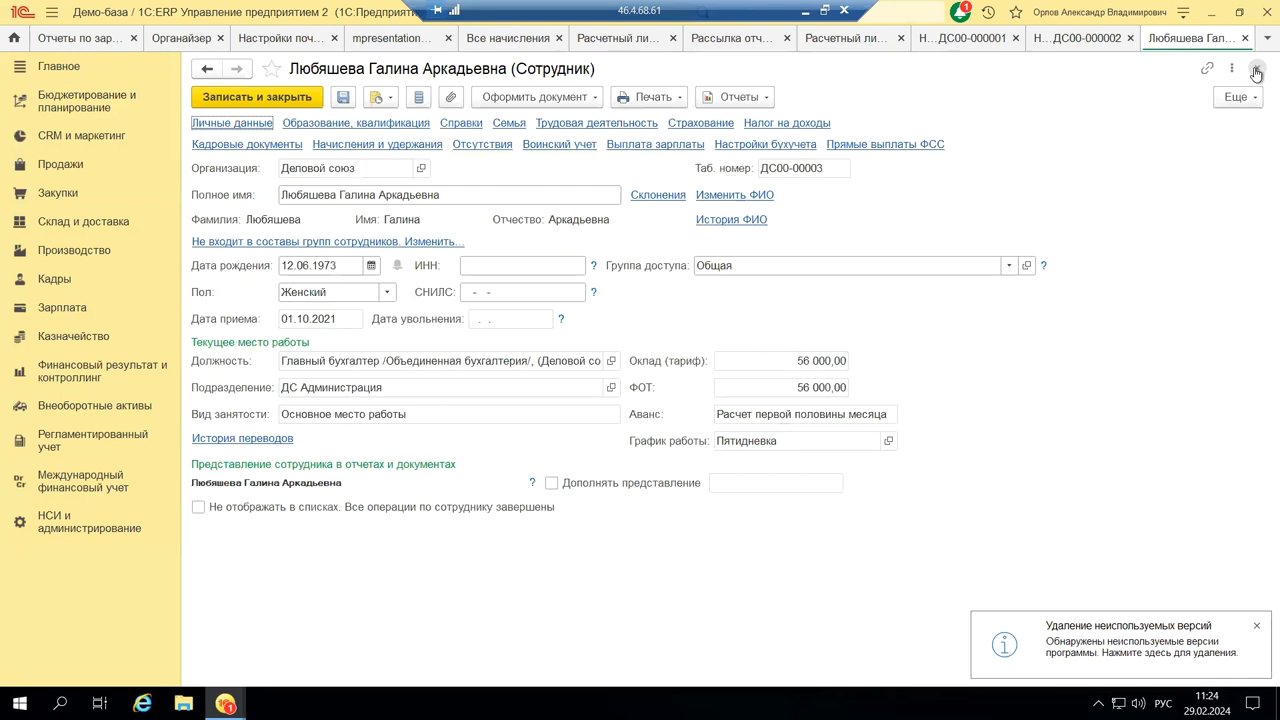 Демо-база / 1С:ERP Управление предприятием 2 (1С:Предприятие
46.4.68.61
1
Орлов Александр Владимирович
Отчеты по зар...
Органайзер
Настройки поч...
mpresentation...
Все начисления
Расчетный ли...
Рассылка отч...
Расчетный ли...
Н...ДС00-000001
Н...ДС00-000002
Любяшева Гал...
Главное
Бюджетирование и
планирование
CRM и маркетинг
Продажи
Закупки
Склад и доставка
Производство
Кадры
Зарплата
Казначейство
Финансовый результат и
контроллинг
Внеоборотные активы
Регламентированный
учет
Международный
финансовый учет
НСИ и
администрирование
Любяшева Галина Аркадьевна (Сотрудник)
Записать и закрыть
Оформить документ
Печать
Отчеты
Еще
Личные данные Образование, квалификация Справки Семья Трудовая деятельность Страхование Налог на доходы
Кадровые документы Начисления и удержания Отсутствия Воинский учет Выплата зарплаты Настройки бухучета Прямые выплаты ФСС
Организация: Деловой союз Таб. номер: ДС00-00003
Полное имя: Любяшева Галина Аркадьевна Склонения Изменить ФИО
Фамилия: Любяшева Имя: Галина Отчество: Аркадьевна История ФИО
Не входит в составы групп сотрудников. Изменить...
Дата рождения: 12.06.1973 ИНН: ? Группа доступа: Общая ?
Пол: Женский СНИЛС: - - ?
Дата приема: 01.10.2021 Дата увольнения: . . ?
Текущее место работы
Должность: Главный бухгалтер /Объединенная бухгалтерия/, (Деловой со Оклад (тариф): 56 000,00
Подразделение: ДС Администрация ФОТ: 56 000,00
Вид занятости: Основное место работы Аванс: Расчет первой половины месяца
История переводов График работы: Пятидневка
Представление сотрудника в отчетах и документах
Любяшева Галина Аркадьевна ? Дополнять представление
Не отображать в списках. Все операции по сотруднику завершены
Удаление неиспользуемых версий
Обнаружены неиспользуемые версии
программы. Нажмите здесь для удаления.
1
РУС
11:24
29.02.2024